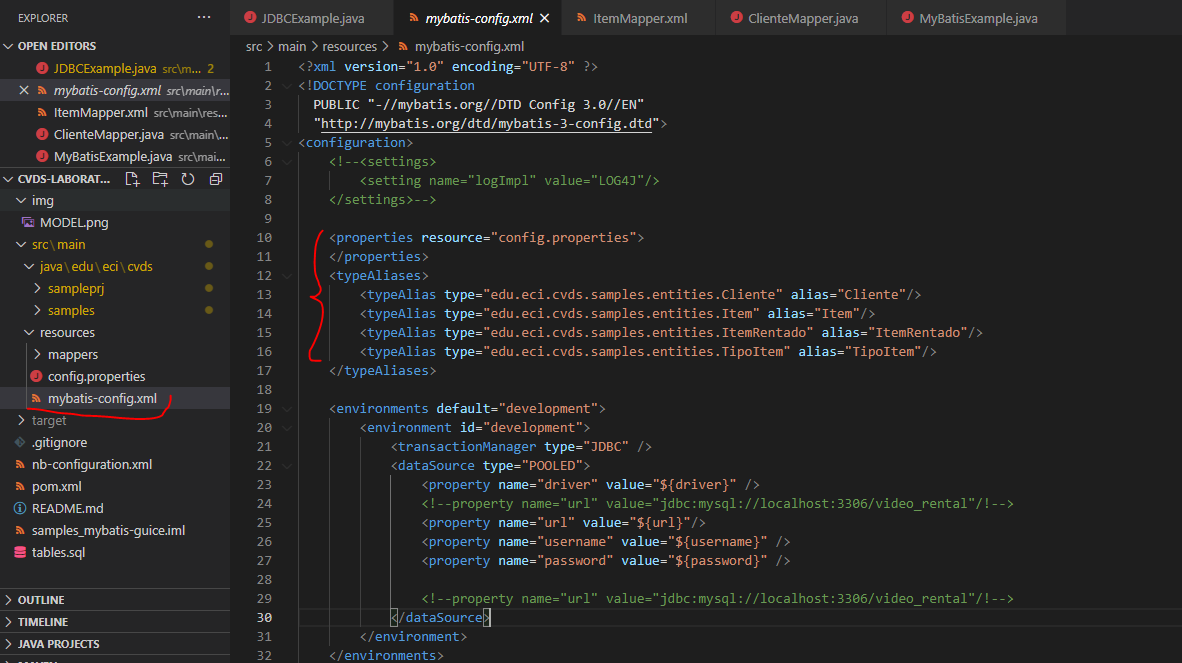 EXPLORER
OPEN EDITORS
JDBCExample.java src\m... 2
mybatis-config.xml src\main\r...
ItemMapper.xml src\main\res...
ClienteMapper.java src\main\...
MyBatisExample.java src\mai...
CVDS-LABORAT...
img
MODEL.png
src\main
java\edu\eci\cvds
sampleprj
samples
resources
mappers
config.properties
mybatis-config.xml
target
.gitignore
nb-configuration.xml
pom.xml
README.md
samples_mybatis-guice.iml
tables.sql
OUTLINE
TIMELINE
JAVA PROJECTS
JDBCExample.java mybatis-config.xml ItemMapper.xml ClienteMapper.java MyBatisExample.java
src > main > resources > mybatis-config.xml
1 <?xml version="1.0" encoding="UTF-8" ?>
2 <!DOCTYPE configuration
3 PUBLIC "-//mybatis.org//DTD Config 3.0//EN"
4 "http://mybatis.org/dtd/mybatis-3-config.dtd">
5 <configuration>
6 <!--<settings>
7 <setting name="logImpl" value="LOG4J"/>
8 </settings>-->
9
10 <properties resource="config.properties">
11 </properties>
12 <typeAliases>
13 <typeAlias type="edu.eci.cvds.samples.entities.Cliente" alias="Cliente"/>
14 <typeAlias type="edu.eci.cvds.samples.entities.Item" alias="Item"/>
15 <typeAlias type="edu.eci.cvds.samples.entities.ItemRentado" alias="ItemRentado"/>
16 <typeAlias type="edu.eci.cvds.samples.entities.TipoItem" alias="TipoItem"/>
17 </typeAliases>
18
19 <environments default="development">
20 <environment id="development">
21 <transactionManager type="JDBC" />
22 <dataSource type="POOLED">
23 <property name="driver" value="${driver}" />
24 <!--property name="url" value="jdbc:mysql://localhost:3306/video_rental"/!-->
25 <property name="url" value="${url}"/>
26 <property name="username" value="${username}" />
27 <property name="password" value="${password}" />
28
29 <!--property name="url" value="jdbc:mysql://localhost:3306/video_rental"/!-->
30 </dataSource>
31 </environment>
32 </environments>